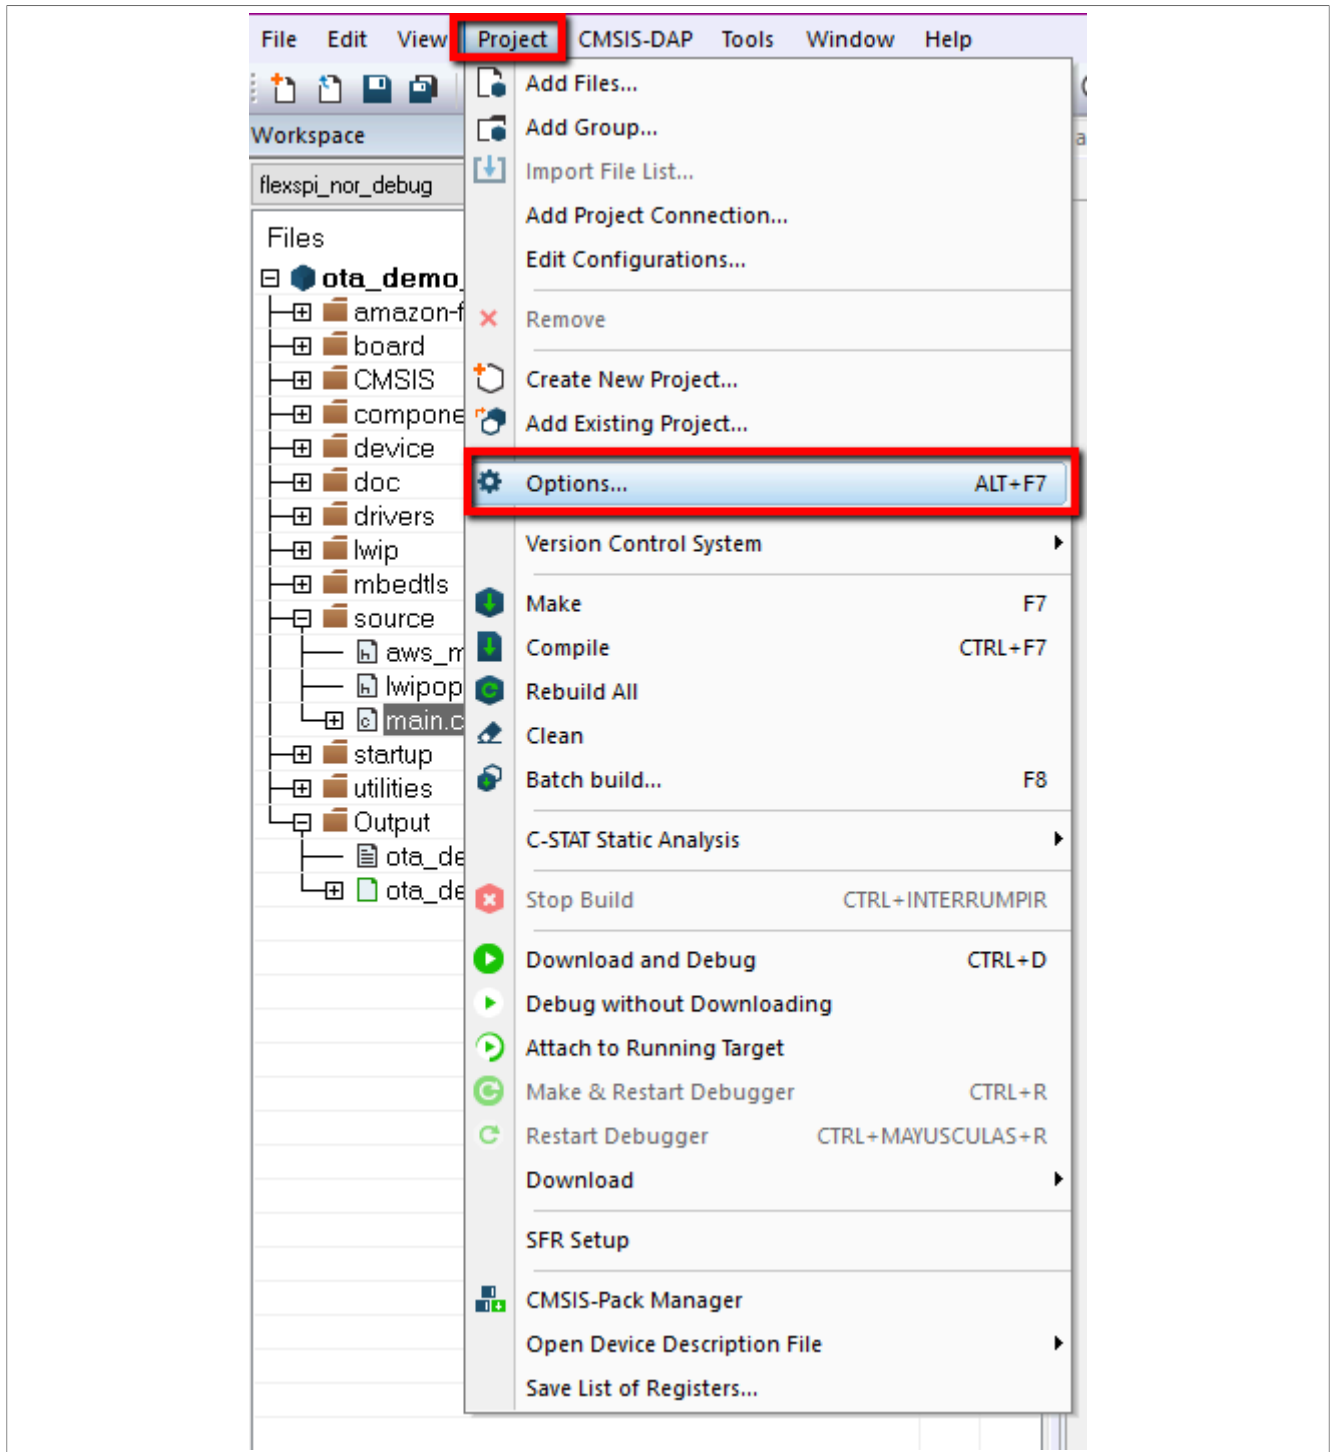 File Edit View Project CMSIS-DAP Tools Window Help
Workspace
flexspi_nor_debug
Files
ota_demo_
amazon-f
board
CMSIS
compone
device
doc
drivers
lwip
mbedtls
source
aws_m
lwipop
main.c
startup
utilities
Output
ota_de
ota_de
Add Files...
Add Group...
Import File List...
Add Project Connection...
Edit Configurations...
Remove
Create New Project...
Add Existing Project...
Options... ALT+F7
Version Control System
Make F7
Compile CTRL+F7
Rebuild All
Clean
Batch build... F8
C-STAT Static Analysis
Stop Build CTRL+INTERRUMPIR
Download and Debug CTRL+D
Debug without Downloading
Attach to Running Target
Make & Restart Debugger CTRL+R
Restart Debugger CTRL+MAYUSCULAS+R
Download
SFR Setup
CMSIS-Pack Manager
Open Device Description File
Save List of Registers...